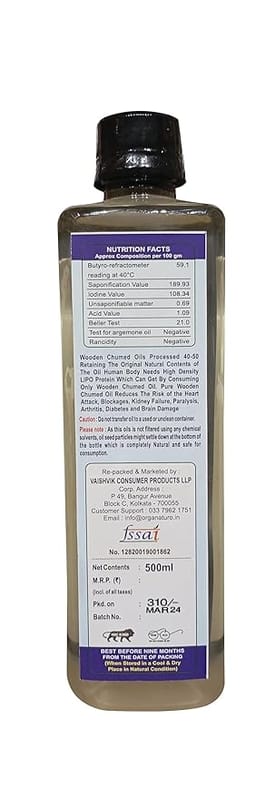 NUTRITION FACTS
Approx Composition per 100 gm
Butyro-refractometer 59.1
reading at 40°C
Saponification Value 189.93
Iodine Value 108.34
Unsaponifiable matter 0.69
Acid Value 1.09
Beller Test 21.0
Test for argemone oil Negative
Rancidity Negative
Wooden Churned Oils Processed 40-50
Retaining The Original Natural Contents of
The Oil Human Body Needs High Density
LIPO Protein Which Can Get By Consuming
Only Wooden Churned Oil. Pure Wooden
Churned Oil Reduces The Risk of the Heart
Attack, Blockages, Kidney Failure, Paralysis,
Arthritis, Diabetes and Brain Damage
Caution : Do not transfer oil to a used or unclean container.
Please note : As this oil is not filtered using any chemical
solvents, oil seed particles might settle down at the bottom
of the bottle which is completely Natural and safe for
consumption.
Re-packed & Marketed by :
VAISHVIK CONSUMER PRODUCTS LLP
Corp. Address :
P 49, Bangur Avenue
Block C, Kolkata - 700055
Customer Support : 033 7962 1751
Email : info@organaturo.in
fssai
No. 12820019001862
Net Contents : 500ml
M.R.P. (₹) :
(Incl. of all taxes)
Pkd. on : 310/-
MAR 24
Batch No. :
BEST BEFORE NINE MONTHS
FROM THE DATE OF PACKING
(When Stored in a Cool & Dry
Place in Natural Condition)